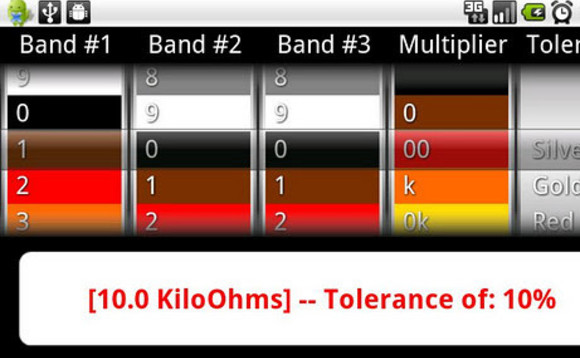 3G
Band #1 Band #2 Band #3 Multiplier Toler
9 8 8
0 9 9 0
1 0 0 00 Silve
2 1 1 k Gold
3 2 2 0k Red
[10.0 KiloOhms] -- Tolerance of: 10%